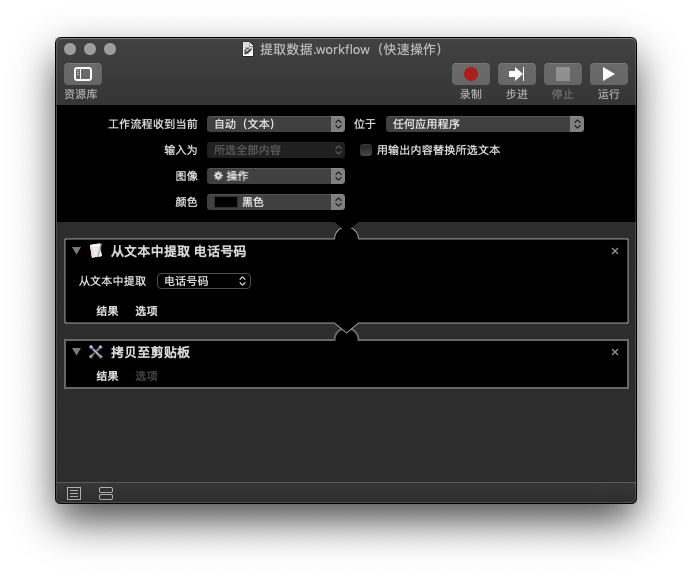 提取数据.workflow（快速操作）
资源库 录制 步进 停止 运行
工作流程收到当前 自动（文本） 位于 任何应用程序
输入为 所选全部内容 用输出内容替换所选文本
图像 操作
颜色 黑色
从文本中提取 电话号码
从文本中提取 电话号码
结果 选项
拷贝至剪贴板
结果 选项